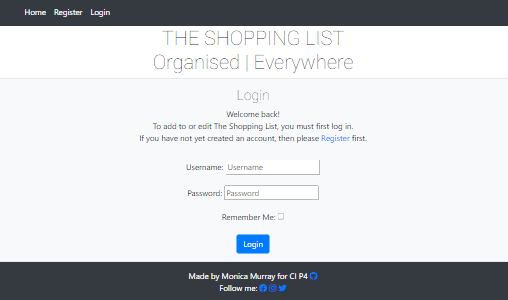 Home Register Login
THE SHOPPING LIST
Organised | Everywhere
Login
Welcome back!
To add to or edit The Shopping List, you must first log in.
If you have not yet created an account, then please Register first.
Username: Username
Password: Password
Remember Me:
Login
Made by Monica Murray for CI P4
Follow me: